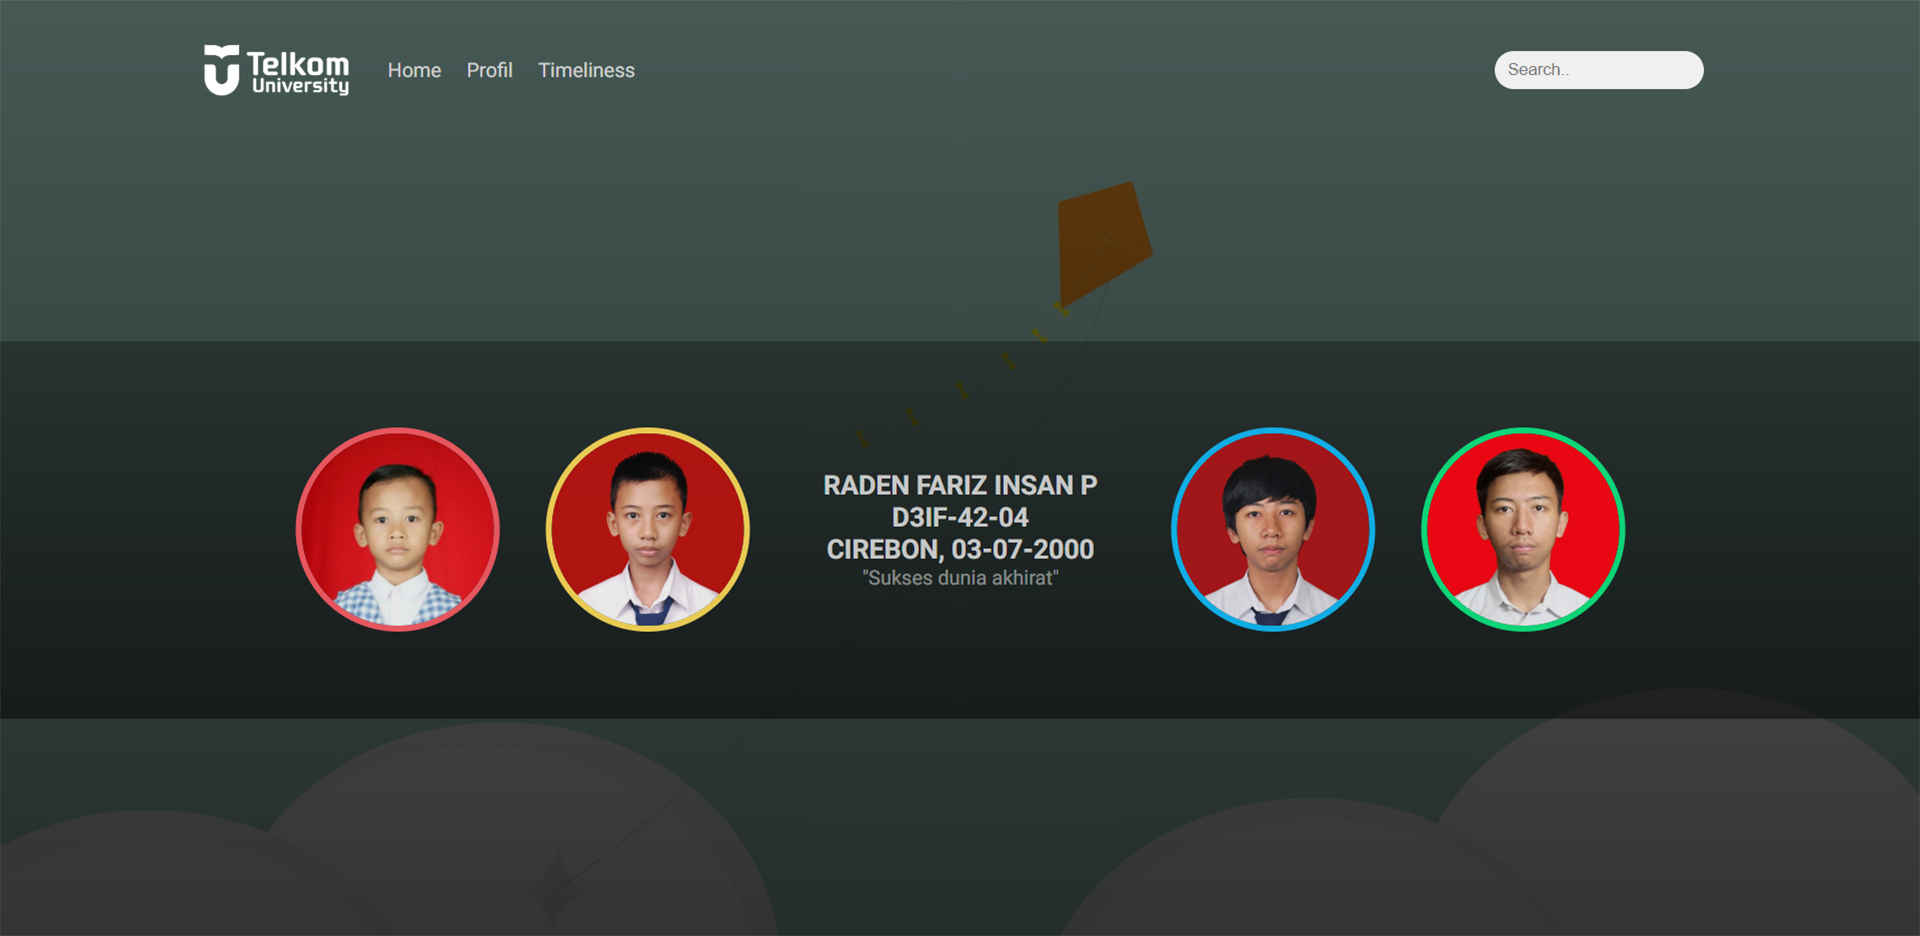 Telkom
University
Home
Profil
Timeliness
Search..
RADEN FARIZ INSAN P
D3IF-42-04
CIREBON, 03-07-2000
"Sukses dunia akhirat"